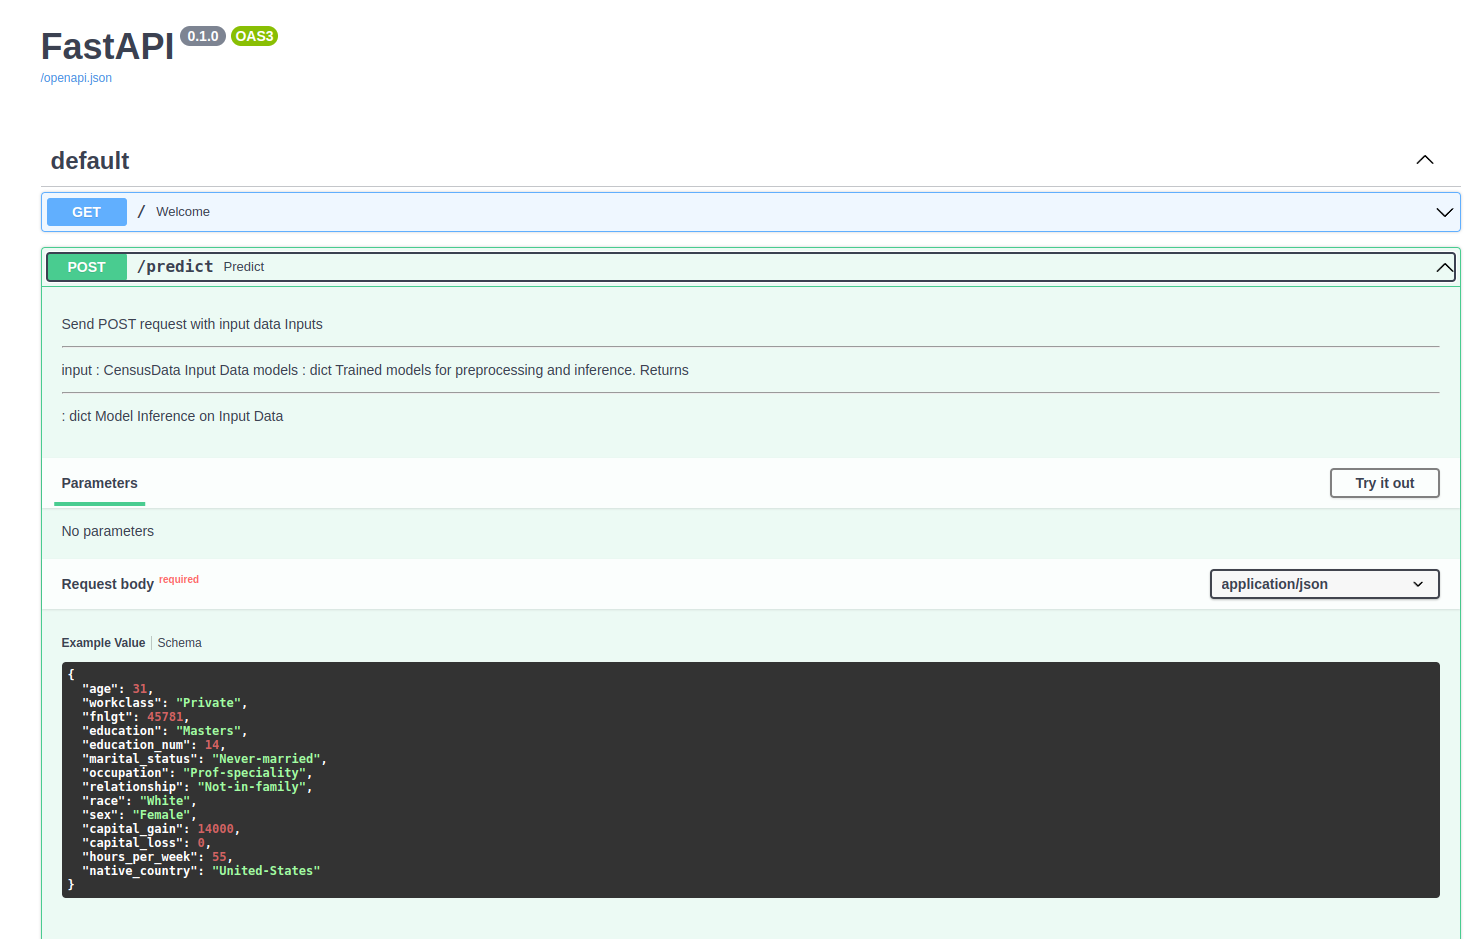 FastAPI 0.1.0 OAS3
/openapi.json
default
GET / Welcome
POST /predict Predict
Send POST request with input data Inputs
input : CensusData Input Data models : dict Trained models for preprocessing and inference. Returns
: dict Model Inference on Input Data
Parameters Try it out
No parameters
Request body required application/json
Example Value Schema
{
"age": 31,
"workclass": "Private",
"fnlgt": 45781,
"education": "Masters",
"education_num": 14,
"marital_status": "Never-married",
"occupation": "Prof-speciality",
"relationship": "Not-in-family",
"race": "White",
"sex": "Female",
"capital_gain": 14000,
"capital_loss": 0,
"hours_per_week": 55,
"native_country": "United-States"
}